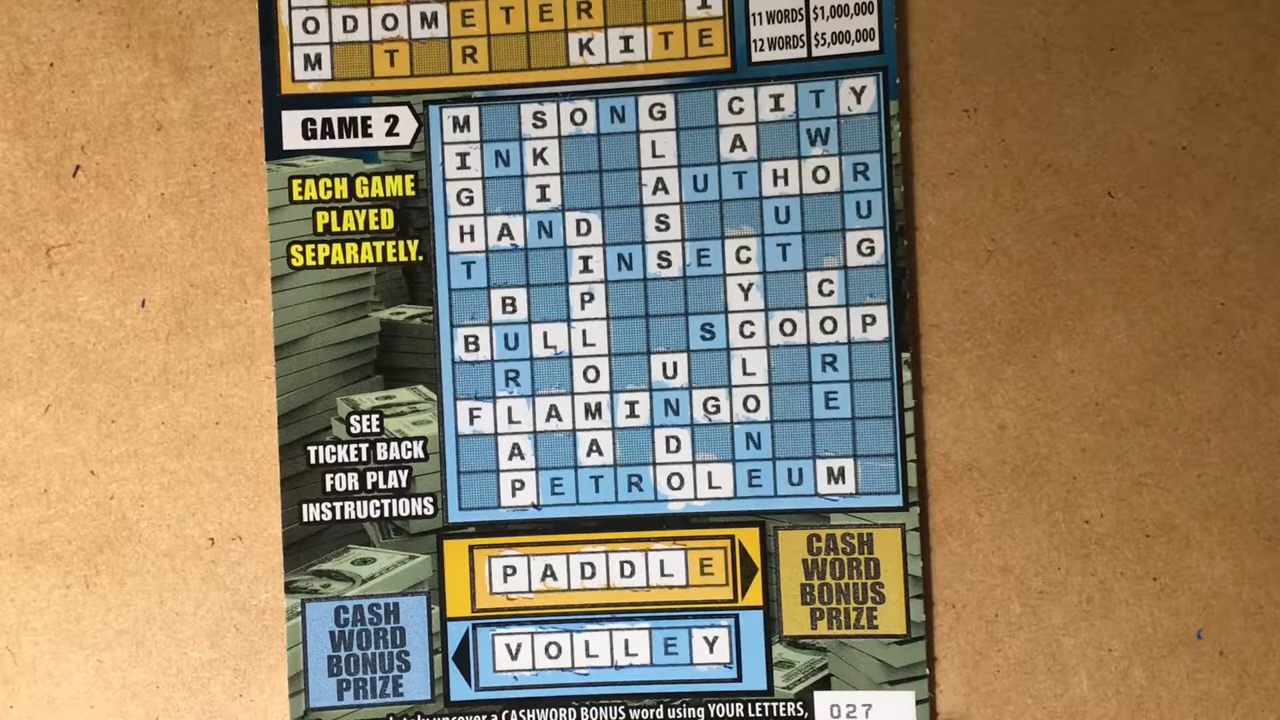 I
ODOMETER
M T R KITE
11 WORDS $1,000,000
12 WORDS $5,000,000
GAME 2
EACH GAME
PLAYED
SEPARATELY.
M SONG CITY
INK L A W
G I AUTHOR
HAND S U U
T INSECT G
B P Y C
BULL SCOOP
R O U L R
FLAMINGO E
A A D N
PETROLEUM
SEE
TICKET BACK
FOR PLAY
INSTRUCTIONS
PADDLE
CASH
WORD
BONUS
PRIZE
CASH
WORD
BONUS
PRIZE
VOLLEY
uncover a CASHWORD BONUS word using YOUR LETTERS,
027